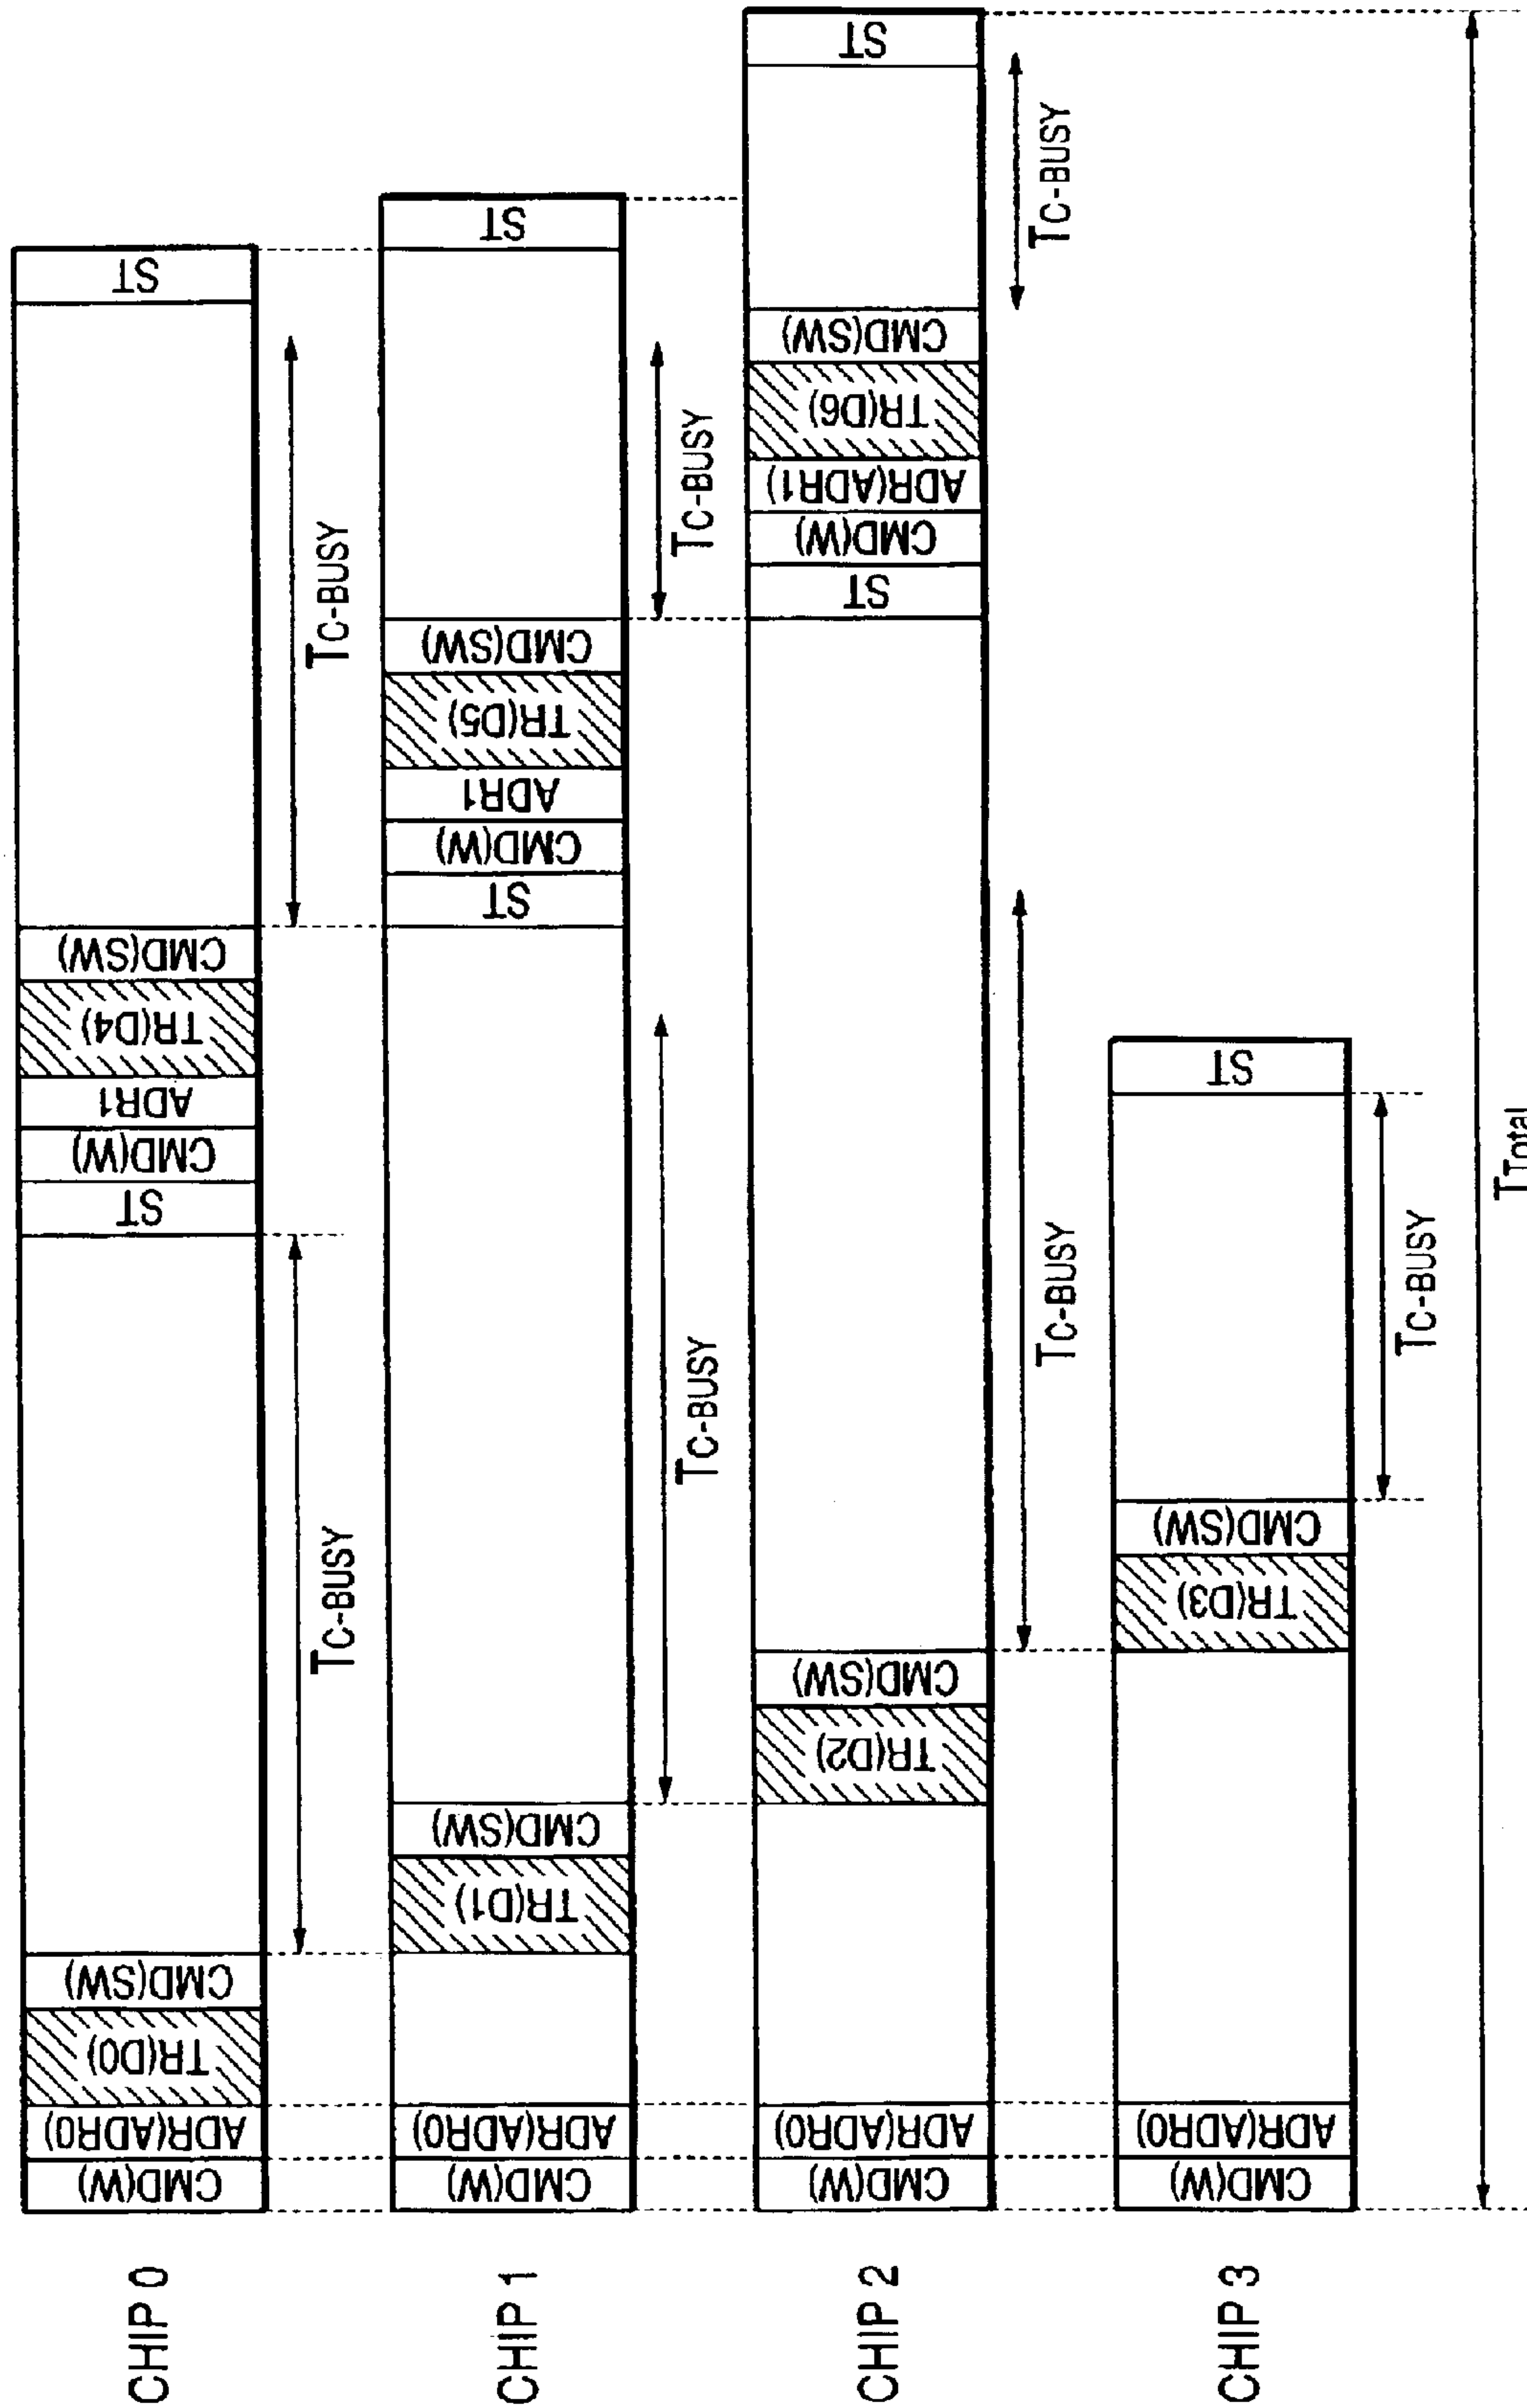 CHIP 0
CMD(W)
ADR(ADR0)
TR(D0)
CMD(SW)
TC-BUSY
ST
CMD(W)
ADR1
TR(D4)
CMD(SW)
TC-BUSY
ST
CHIP 1
CMD(W)
ADR(ADR0)
TR(D1)
CMD(SW)
TC-BUSY
ST
CMD(W)
ADR1
TR(D5)
CMD(SW)
TC-BUSY
ST
CHIP 2
CMD(W)
ADR(ADR0)
TR(D2)
CMD(SW)
TC-BUSY
ST
CMD(W)
ADR(ADR1)
TR(D6)
CMD(SW)
TC-BUSY
ST
CHIP 3
CMD(W)
ADR(ADR0)
TR(D3)
CMD(SW)
TC-BUSY
ST
TTotal